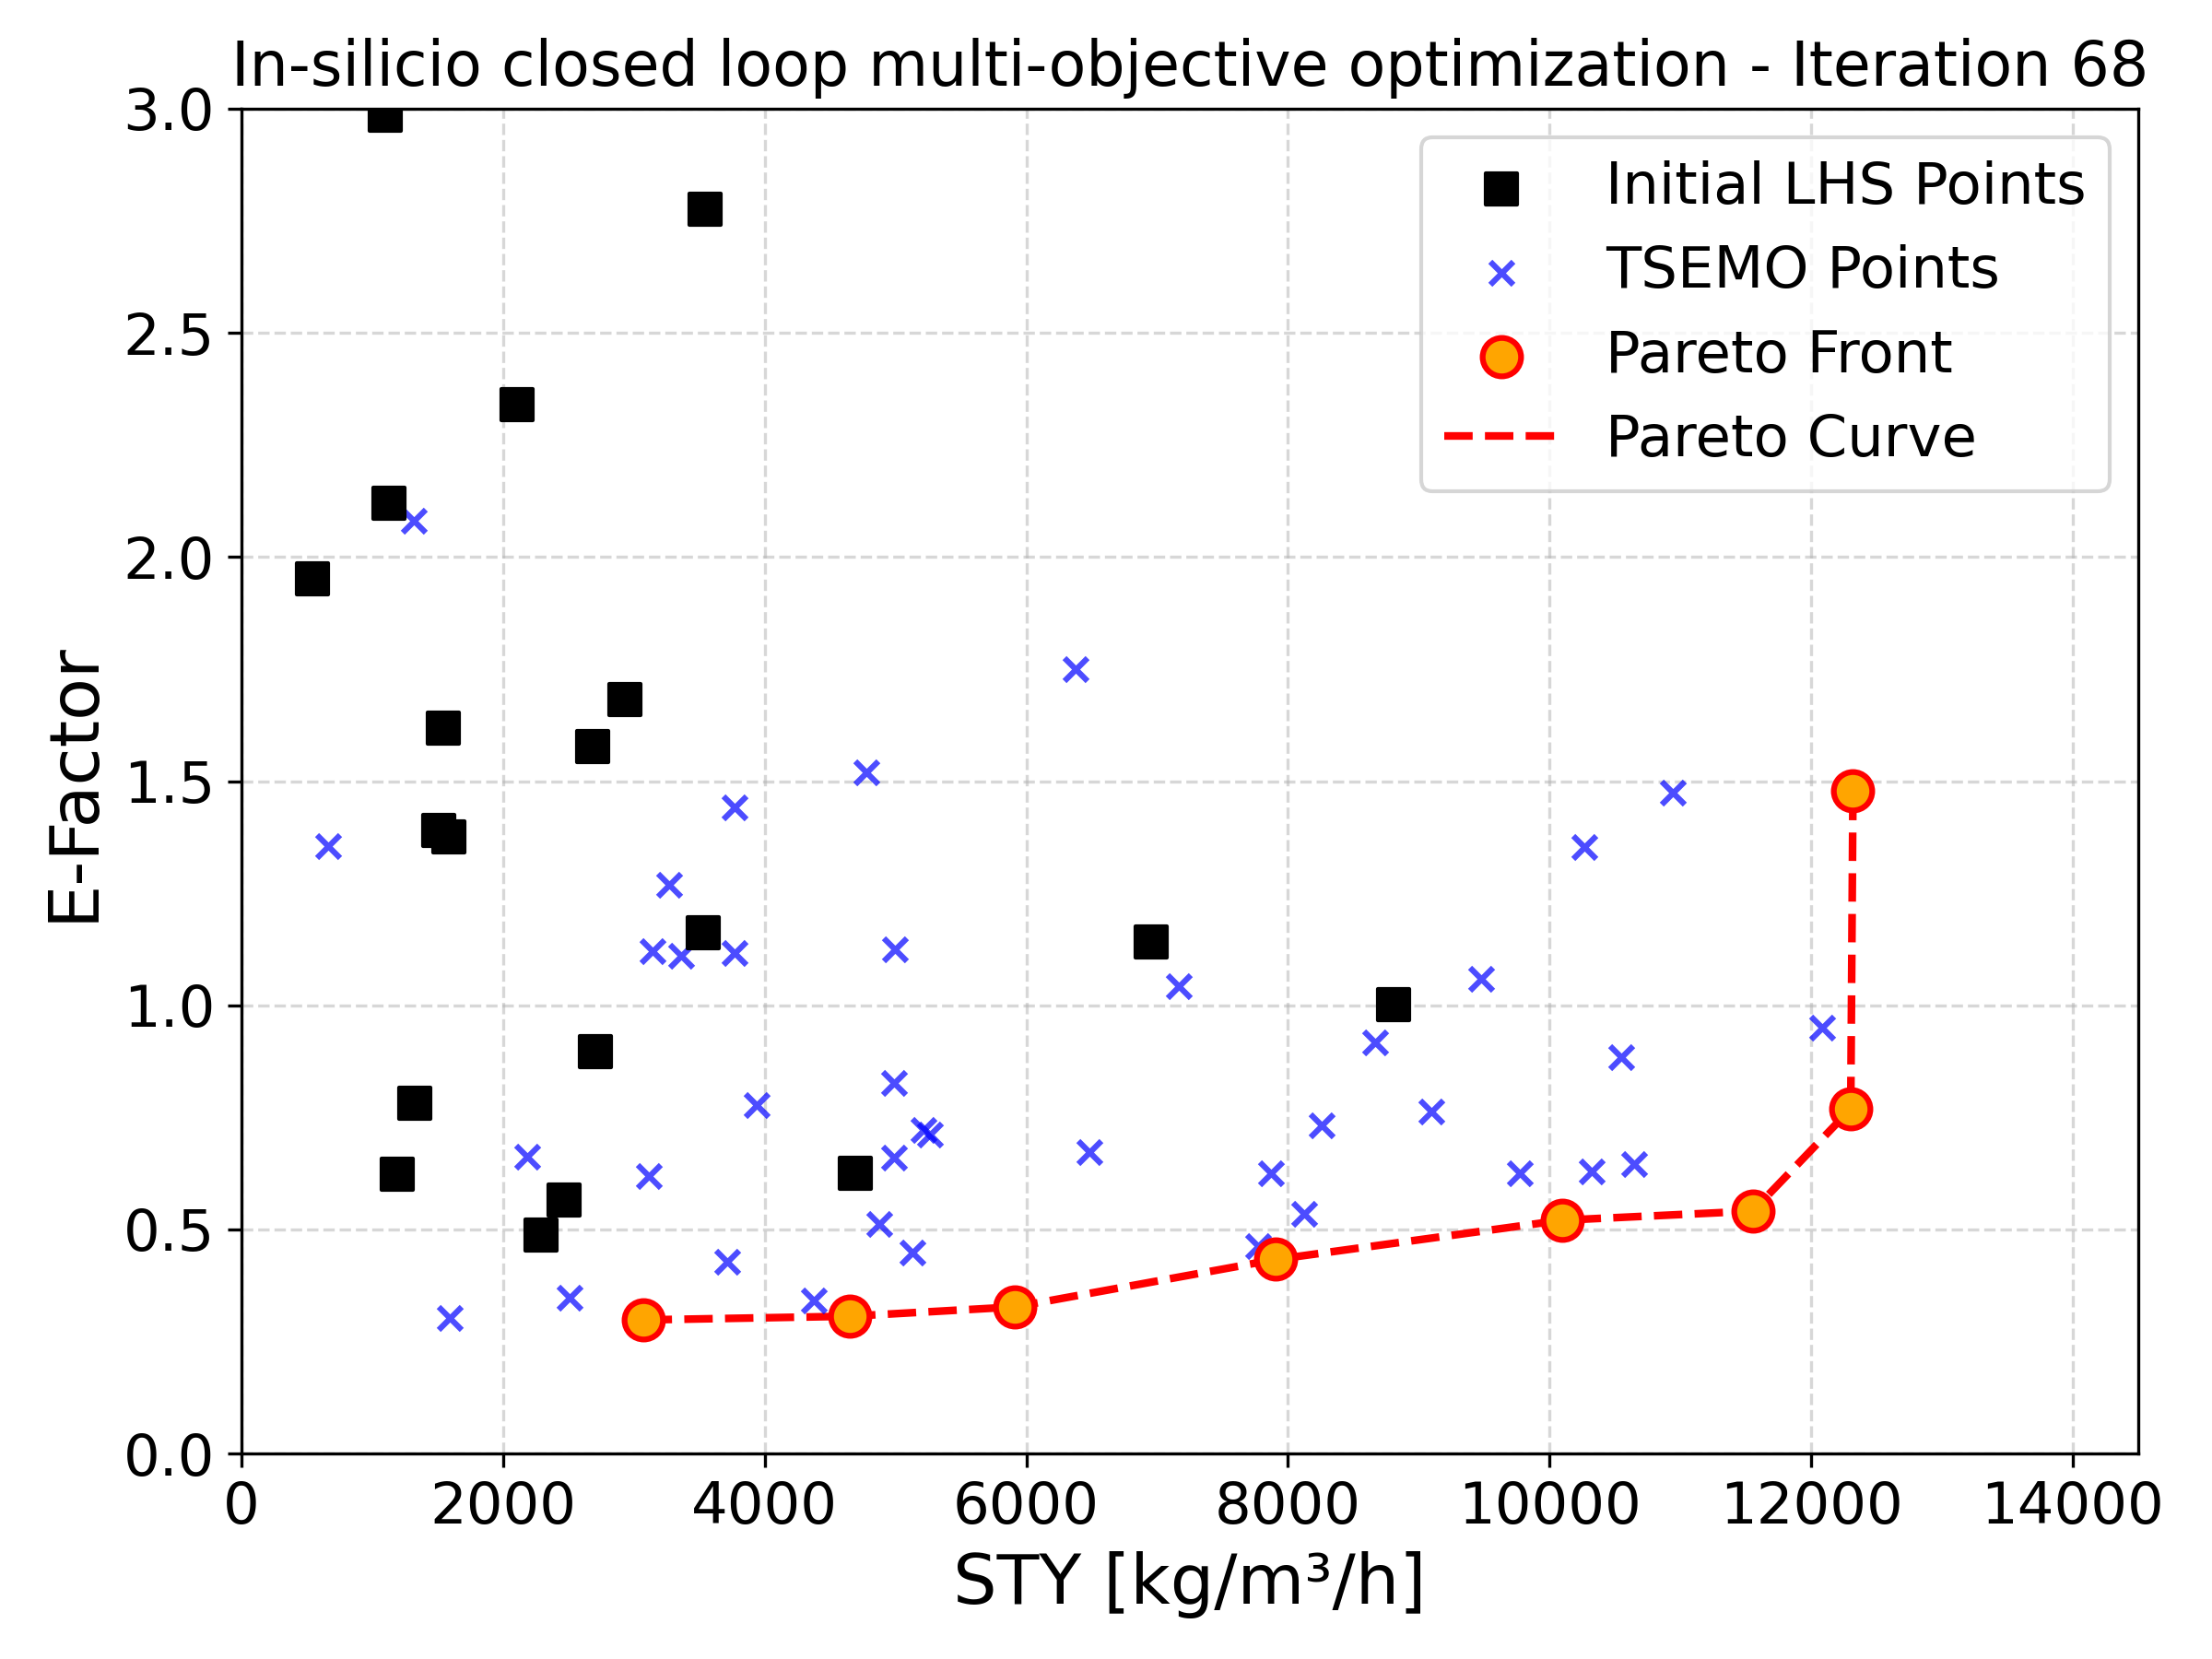 In-silicio closed loop multi-objective optimization - Iteration 68
3.0
2.5
2.0
1.5
1.0
0.5
0.0
E-Factor
Initial LHS Points
TSEMO Points
Pareto Front
Pareto Curve
0 2000 4000 6000 8000 10000 12000 14000
STY [kg/m³/h]